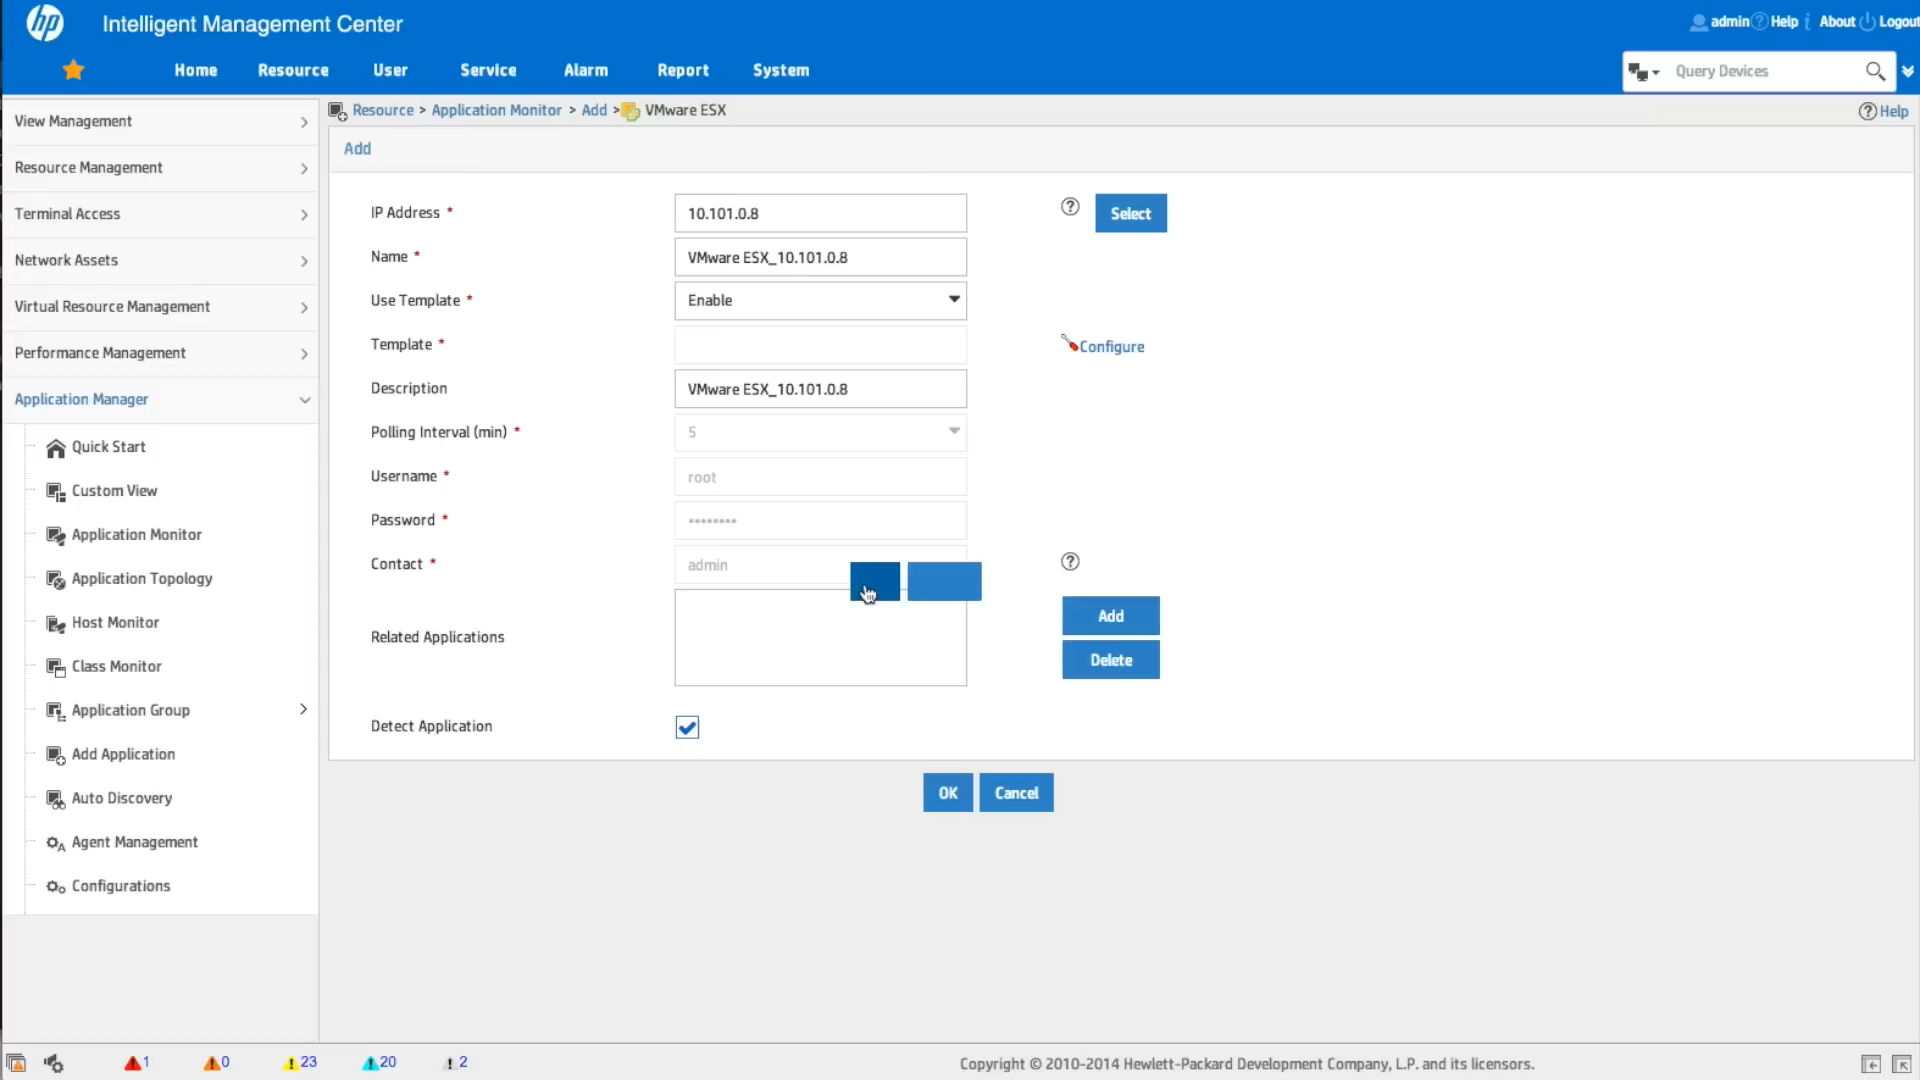 hp Intelligent Management Center
admin Help About Logout
Home Resource User Service Alarm Report System
Query Devices
View Management
Resource Management
Terminal Access
Network Assets
Virtual Resource Management
Performance Management
Application Manager
Quick Start
Custom View
Application Monitor
Application Topology
Host Monitor
Class Monitor
Application Group
Add Application
Auto Discovery
Agent Management
Configurations
Resource > Application Monitor > Add > VMware ESX
Help
Add
IP Address * 10.101.0.8 Select
Name * VMware ESX_10.101.0.8
Use Template * Enable
Template * Configure
Description VMware ESX_10.101.0.8
Polling Interval (min) * 5
Username * root
Password * ••••••••
Contact * admin
Related Applications
Add
Delete
Detect Application
OK Cancel
1 0 23 20 2
Copyright © 2010-2014 Hewlett-Packard Development Company, L.P. and its licensors.